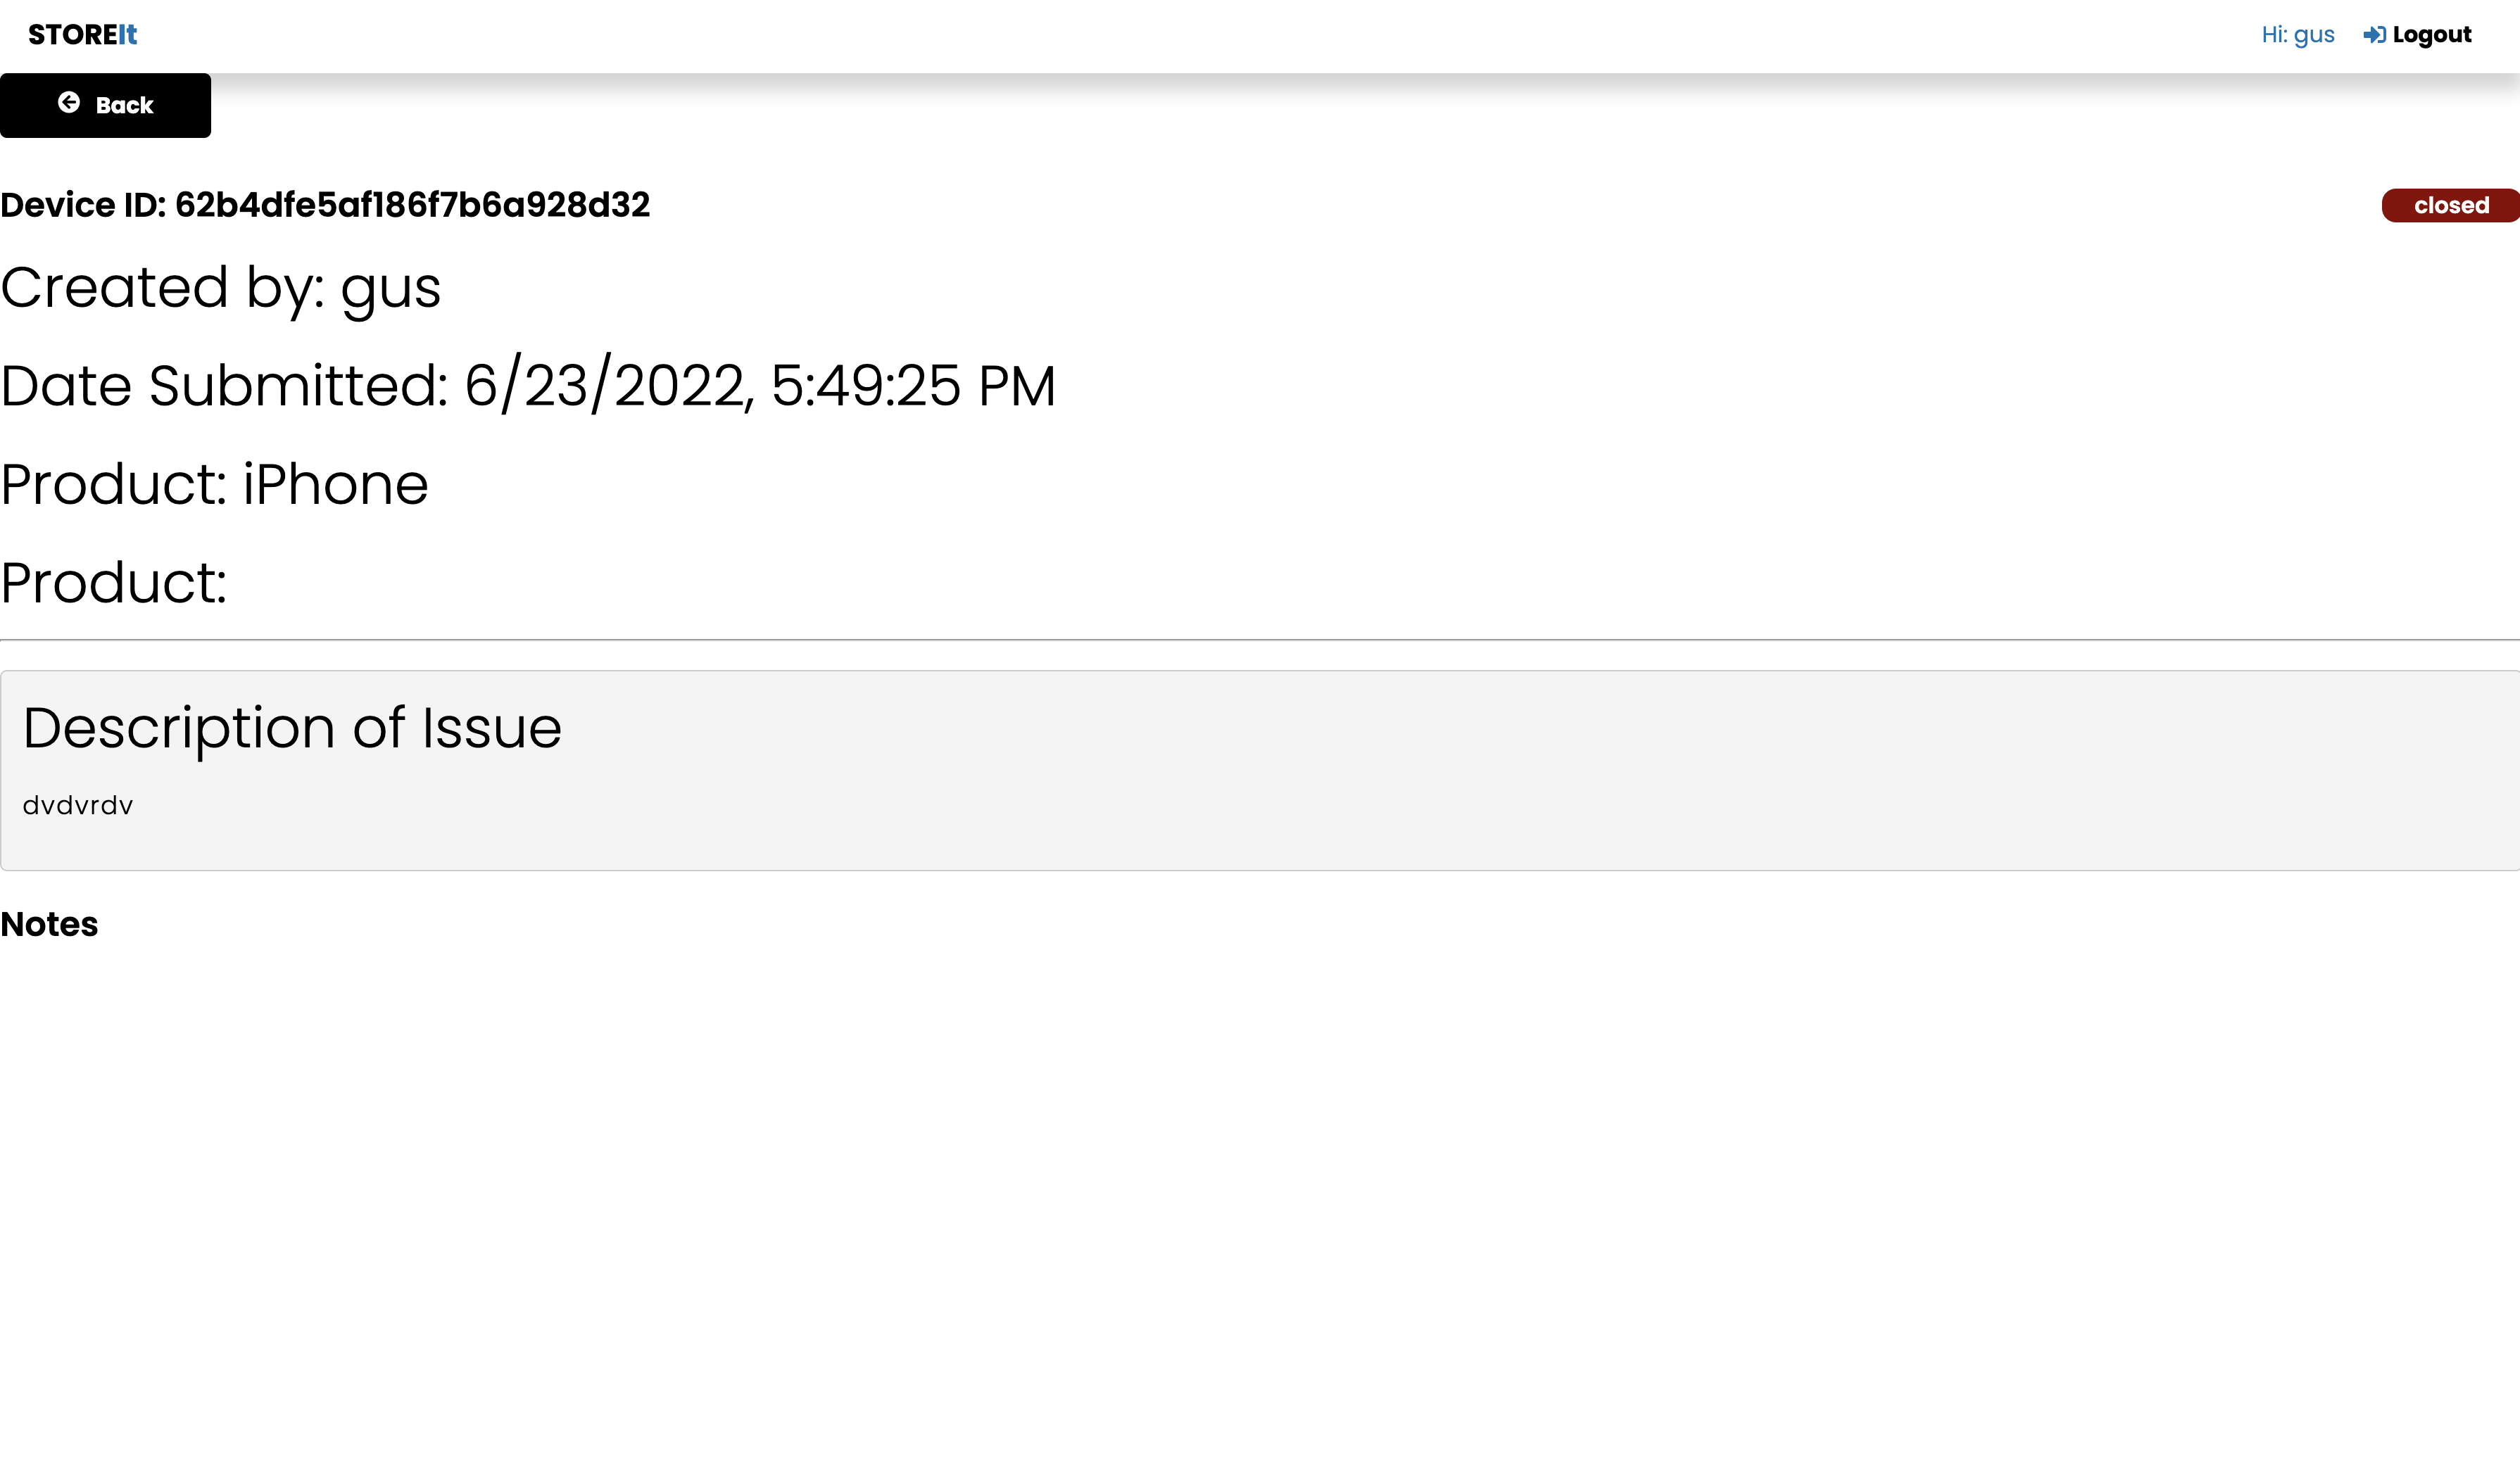 STOREIt
Hi: gus
Logout
Back
Device ID: 62b4dfe5af186f7b6a928d32
closed
Created by: gus
Date Submitted: 6/23/2022, 5:49:25 PM
Product: iPhone
Product:
Description of Issue
dvdvrdv
Notes